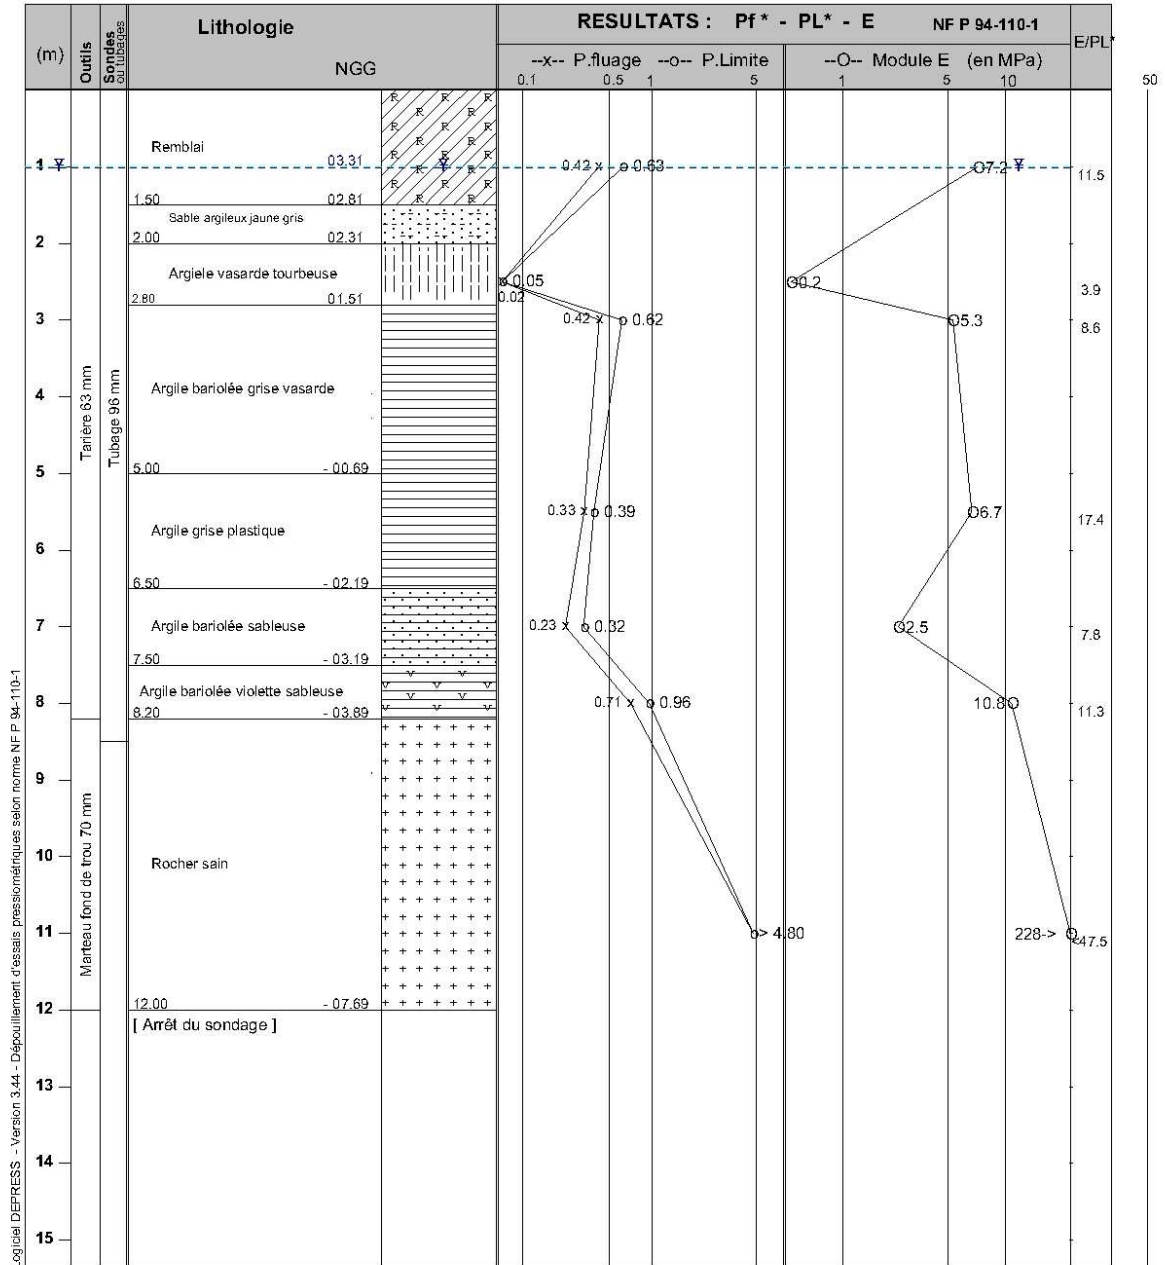 RESULTATS : Pf * - PL* - E NF P 94-110-1
Lithologie
NGG
(m)
Outils
Sondes
ou tubages
--x-- P.fluage --o-- P.Limite
--O-- Module E (en MPa)
E/PL*
0.1 0.5 1 5 1 5 10 50
Remblai
03.31
1 0.42 x 0.63 7.2 11.5
1.50 02.81
Sable argileux jaune gris
2.00 02.31
2
Argiele vasarde tourbeuse
0.05 0.2
0.02 3.9
2.80 01.51
3 0.42 x 0.62 5.3 8.6
Argile bariolée grise vasarde
4
5.00 - 00.69
5
0.33 x 0.39 6.7 17.4
Argile grise plastique
6
6.50 - 02.19
Argile bariolée sableuse
7 0.23 x 0.32 2.5 7.8
7.50 - 03.19
Argile bariolée violette sableuse
8 0.71 x 0.96 10.8 11.3
8.20 - 03.89
9
10
Rocher sain
11 > 4.80 228-> 47.5
12.00 - 07.69
12
[ Arrêt du sondage ]
13
14
15
Tarière 63 mm
Tubage 96 mm
Marteau fond de trou 70 mm
DEPRESS - Version 3.44 - Dépouillement d'essais pressiométriques selon norme NF P 94-110-1